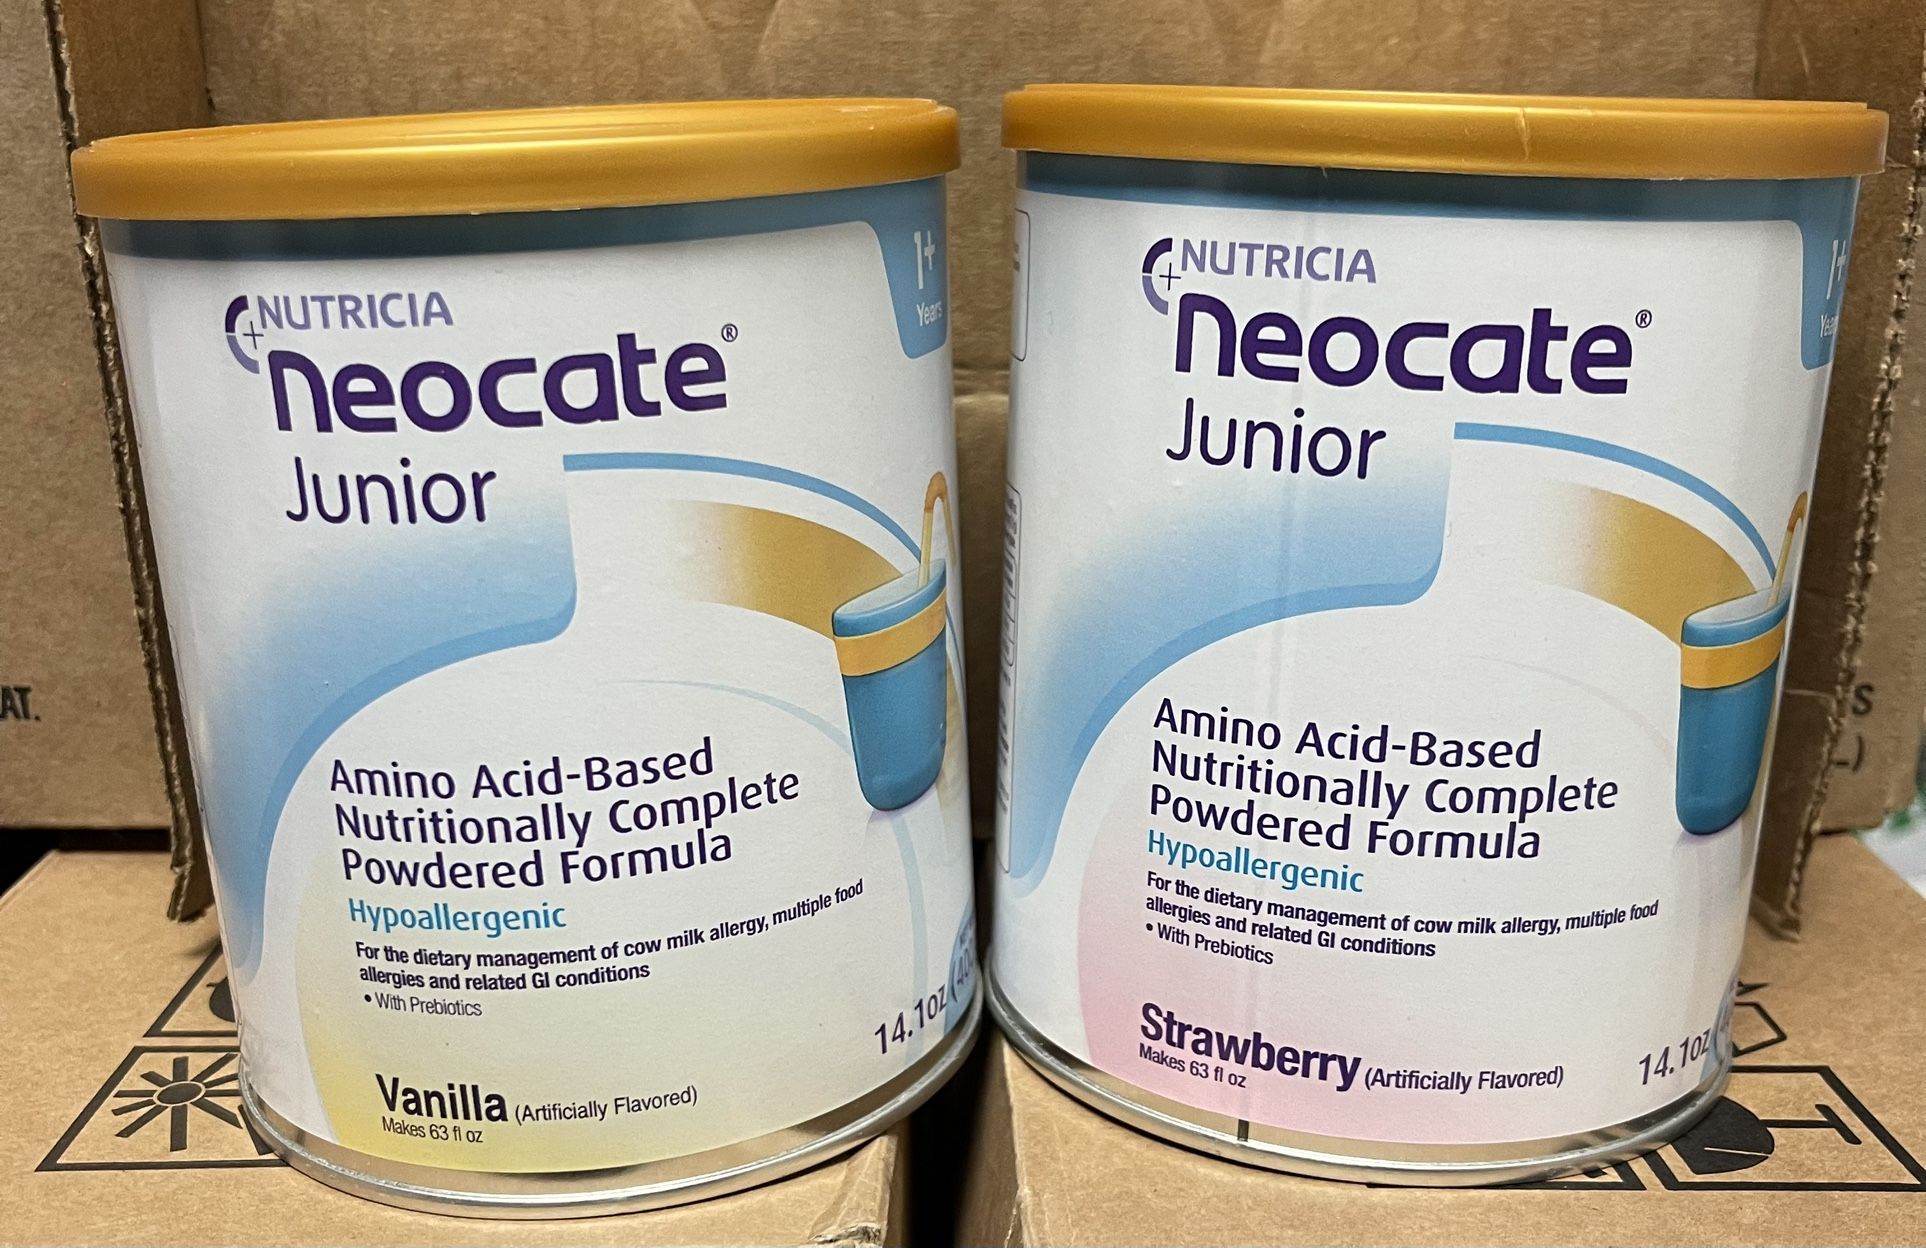 NUTRICIA
neocate®
Junior
1+
Years
Amino Acid-Based
Nutritionally Complete
Powdered Formula
Hypoallergenic
For the dietary management of cow milk allergy, multiple food
allergies and related GI conditions
• With Prebiotics
14.1oz
Vanilla (Artificially Flavored)
Makes 63 fl oz
NUTRICIA
neocate®
Junior
1+
Amino Acid-Based
Nutritionally Complete
Powdered Formula
Hypoallergenic
For the dietary management of cow milk allergy, multiple food
allergies and related GI conditions
• With Prebiotics
14.1oz
Strawberry (Artificially Flavored)
Makes 63 fl oz
AT.